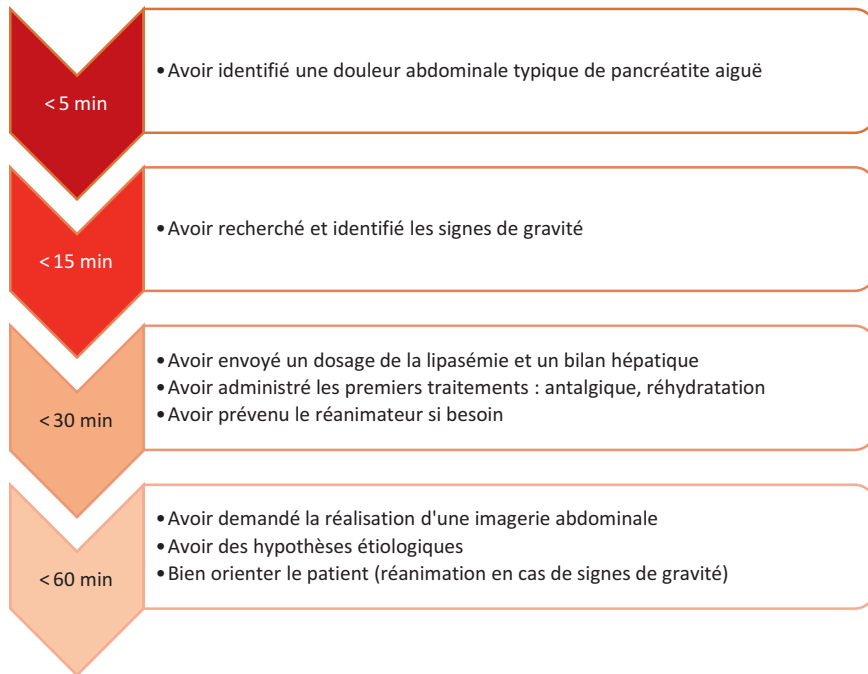 < 5 min
•Avoir identifié une douleur abdominale typique de pancréatite aiguë
< 15 min
•Avoir recherché et identifié les signes de gravité
< 30 min
•Avoir envoyé un dosage de la lipasémie et un bilan hépatique
•Avoir administré les premiers traitements : antalgique, réhydratation
•Avoir prévenu le réanimateur si besoin
< 60 min
•Avoir demandé la réalisation d'une imagerie abdominale
•Avoir des hypothèses étiologiques
•Bien orienter le patient (réanimation en cas de signes de gravité)